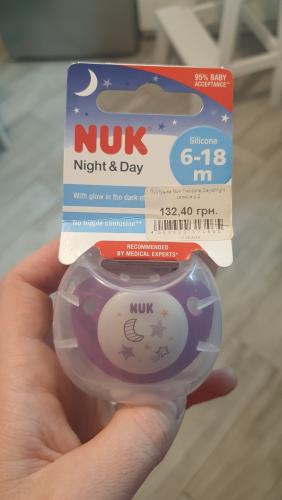 95% BABY
ACCEPTANCE**
NUK
Night & Day
Silicone
6-18
m
With glow in the dark
132,40 грн.
No nipple confusion**
RECOMMENDED
BY MEDICAL EXPERTS*
NUK